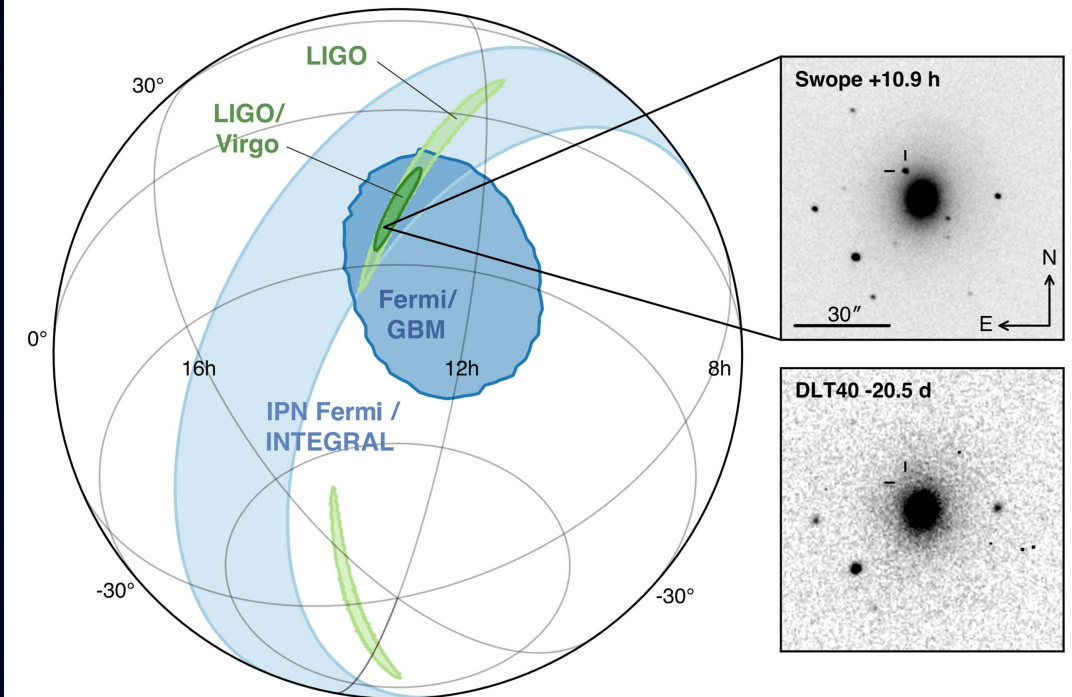 LIGO
LIGO/
Virgo
30°
0°
16h
12h
8h
Fermi/
GBM
IPN Fermi /
INTEGRAL
-30°
-30°
Swope +10.9 h
N
E
30″
DLT40 -20.5 d